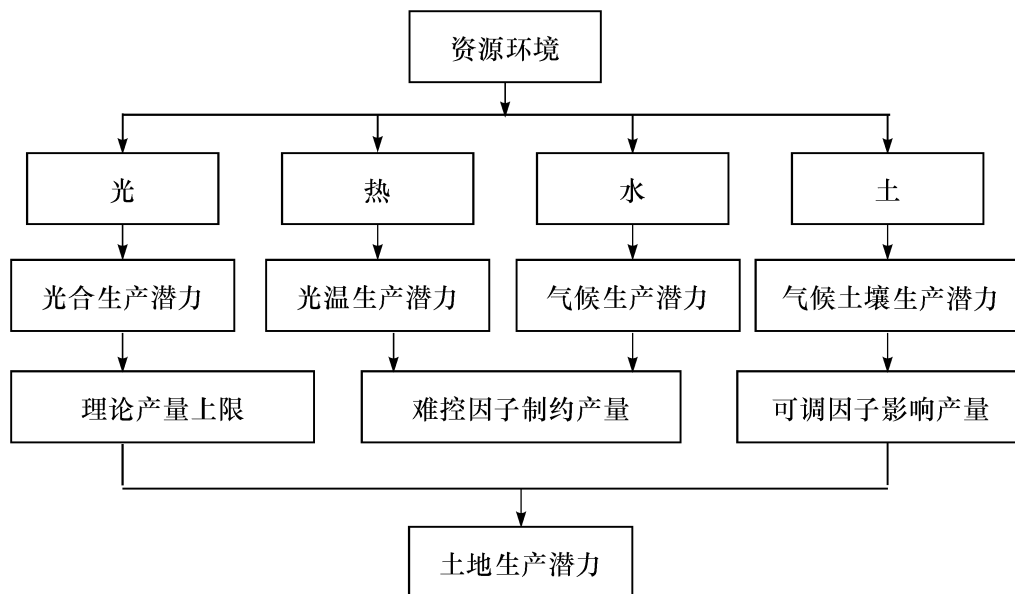 资源环境
光
热
水
土
光合生产潜力
光温生产潜力
气候生产潜力
气候土壤生产潜力
理论产量上限
难控因子制约产量
可调因子影响产量
土地生产潜力